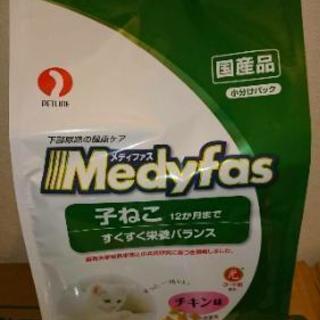 国産品
小分けパック
PETLINE
下部尿路の健康ケア
メディファス
Medyfas
子ねこ 12か月まで
すくすく栄養バランス
チキン味